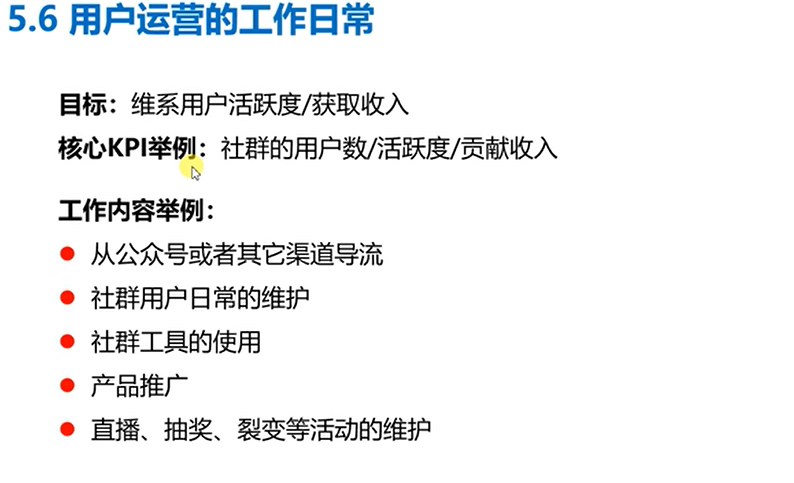 5.6 用户运营的工作日常
目标：维系用户活跃度/获取收入
核心KPI举例：社群的用户数/活跃度/贡献收入
工作内容举例：
从公众号或者其它渠道导流
社群用户日常的维护
社群工具的使用
产品推广
直播、抽奖、裂变等活动的维护